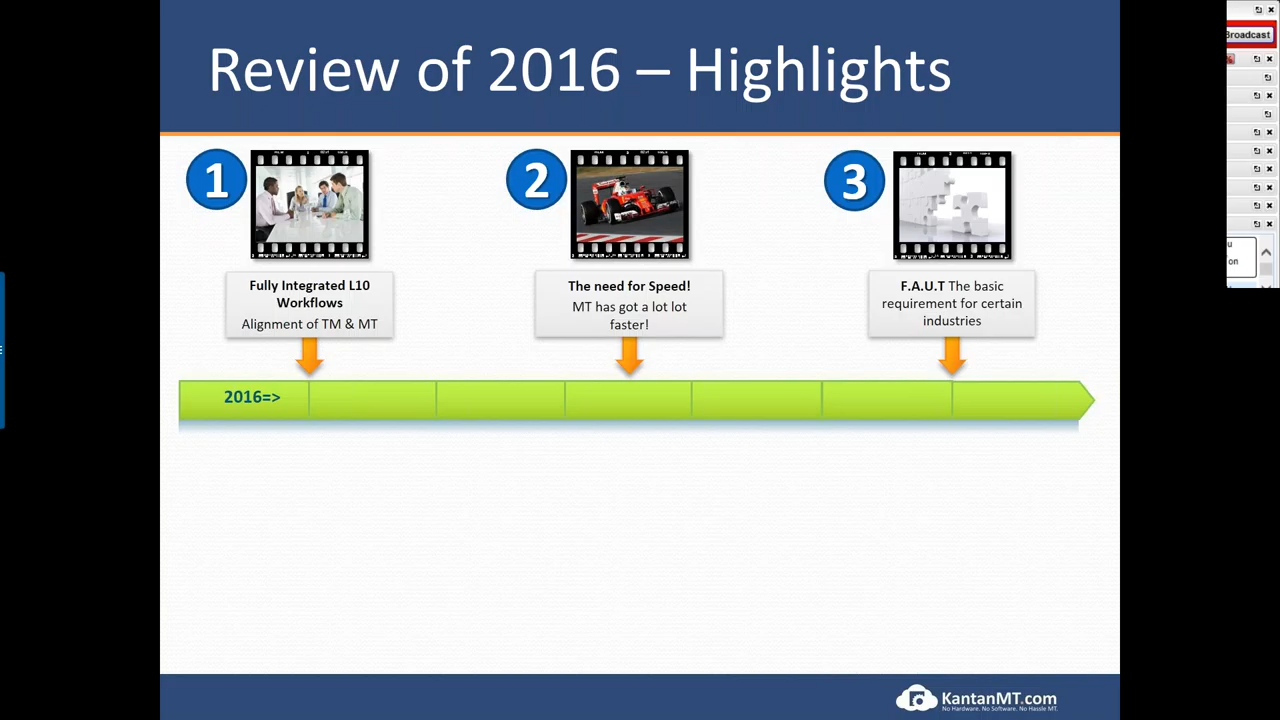 Review of 2016 – Highlights
1
2
3
Fully Integrated L10
Workflows
Alignment of TM & MT
The need for Speed!
MT has got a lot lot
faster!
F.A.U.T The basic
requirement for certain
industries
2016=>
KantanMT.com
No Hardware. No Software. No Hassle MT.
Broadcast
on